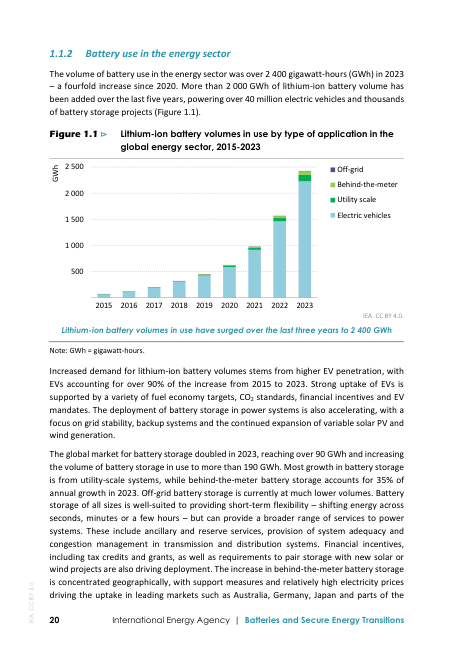 1.1.2 Battery use in the energy sector
The volume of battery use in the energy sector was over 2 400 gigawatt-hours (GWh) in 2023
– a fourfold increase since 2020. More than 2 000 GWh of lithium-ion battery volume has
been added over the last five years, powering over 40 million electric vehicles and thousands
of battery storage projects (Figure 1.1).
Figure 1.1 ▷ Lithium-ion battery volumes in use by type of application in the
global energy sector, 2015-2023
GWh
2 500
2 000
1 500
1 000
500
2015 2016 2017 2018 2019 2020 2021 2022 2023
Off-grid
Behind-the-meter
Utility scale
Electric vehicles
IEA. CC BY 4.0.
Lithium-ion battery volumes in use have surged over the last three years to 2 400 GWh
Note: GWh = gigawatt-hours.
Increased demand for lithium-ion battery volumes stems from higher EV penetration, with
EVs accounting for over 90% of the increase from 2015 to 2023. Strong uptake of EVs is
supported by a variety of fuel economy targets, CO₂ standards, financial incentives and EV
mandates. The deployment of battery storage in power systems is also accelerating, with a
focus on grid stability, backup systems and the continued expansion of variable solar PV and
wind generation.
The global market for battery storage doubled in 2023, reaching over 90 GWh and increasing
the volume of battery storage in use to more than 190 GWh. Most growth in battery storage
is from utility-scale systems, while behind-the-meter battery storage accounts for 35% of
annual growth in 2023. Off-grid battery storage is currently at much lower volumes. Battery
storage of all sizes is well-suited to providing short-term flexibility – shifting energy across
seconds, minutes or a few hours – but can provide a broader range of services to power
systems. These include ancillary and reserve services, provision of system adequacy and
congestion management in transmission and distribution systems. Financial incentives,
including tax credits and grants, as well as requirements to pair storage with new solar or
wind projects are also driving deployment. The increase in behind-the-meter battery storage
is concentrated geographically, with support measures and relatively high electricity prices
driving the uptake in leading markets such as Australia, Germany, Japan and parts of the
IEA. CC BY 4.0.
20 International Energy Agency | Batteries and Secure Energy Transitions